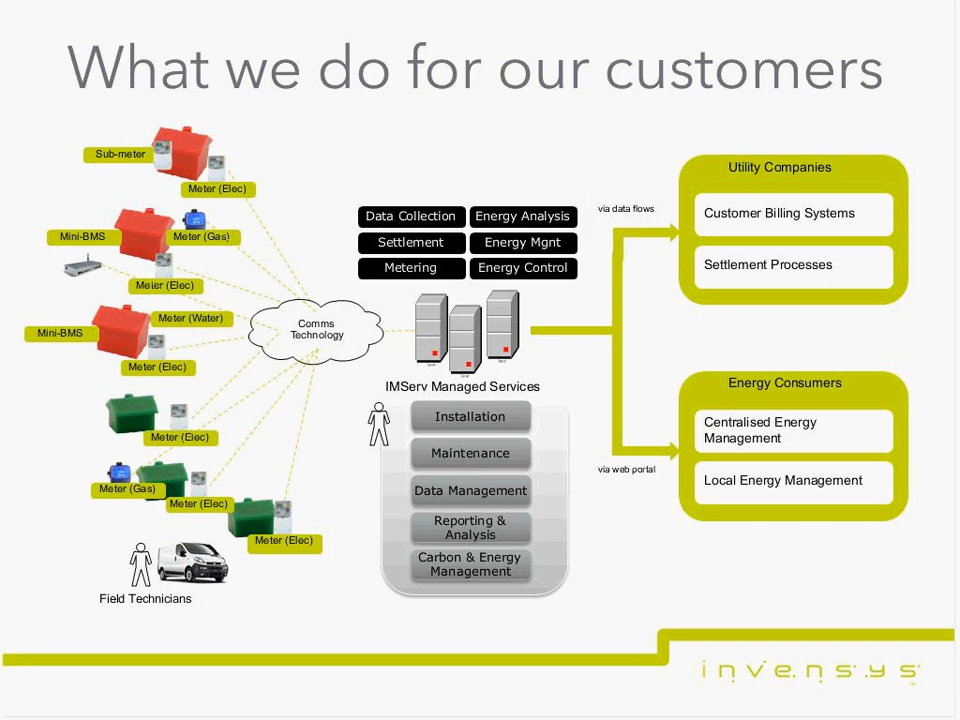 What we do for our customers
Sub-meter
Meter (Elec)
Mini-BMS
Meter (Gas)
Meier (Elec)
Meter (Water)
Mini-BMS
Meter (Elec)
Meter (Elec)
Meter (Gas)
Meter (Elec)
Meter (Elec)
Field Technicians
Comms
Technology
Data Collection
Energy Analysis
Settlement
Energy Mgnt
Metering
Energy Control
IMServ Managed Services
Installation
Maintenance
Data Management
Reporting &
Analysis
Carbon & Energy
Management
via data flows
via web portal
Utility Companies
Customer Billing Systems
Settlement Processes
Energy Consumers
Centralised Energy
Management
Local Energy Management
invensys